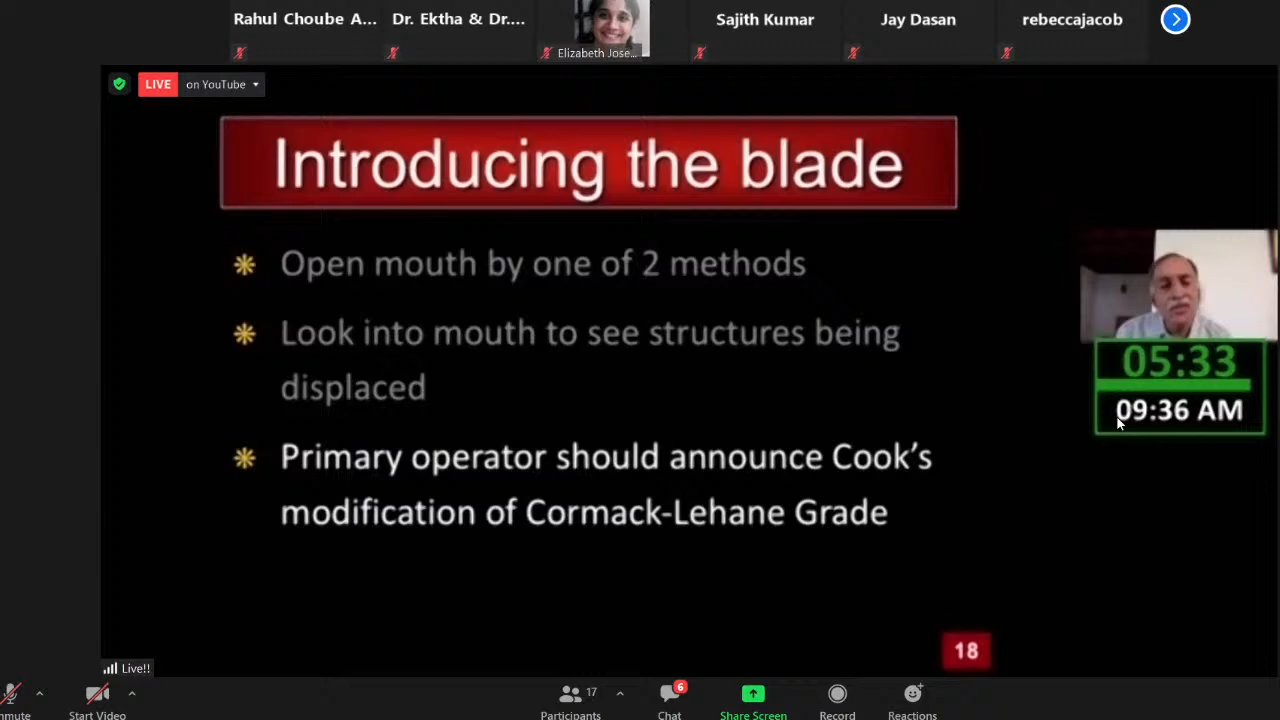 Rahul Choube A...
Dr. Ektha & Dr....
Elizabeth Jose...
Sajith Kumar
Jay Dasan
rebeccajacob
LIVE on YouTube
Introducing the blade
Open mouth by one of 2 methods
Look into mouth to see structures being
displaced
Primary operator should announce Cook's
modification of Cormack-Lehane Grade
05:33
09:36 AM
18
Live!!
nmute
Start Video
Participants 17
Chat 6
Share Screen
Record
Reactions